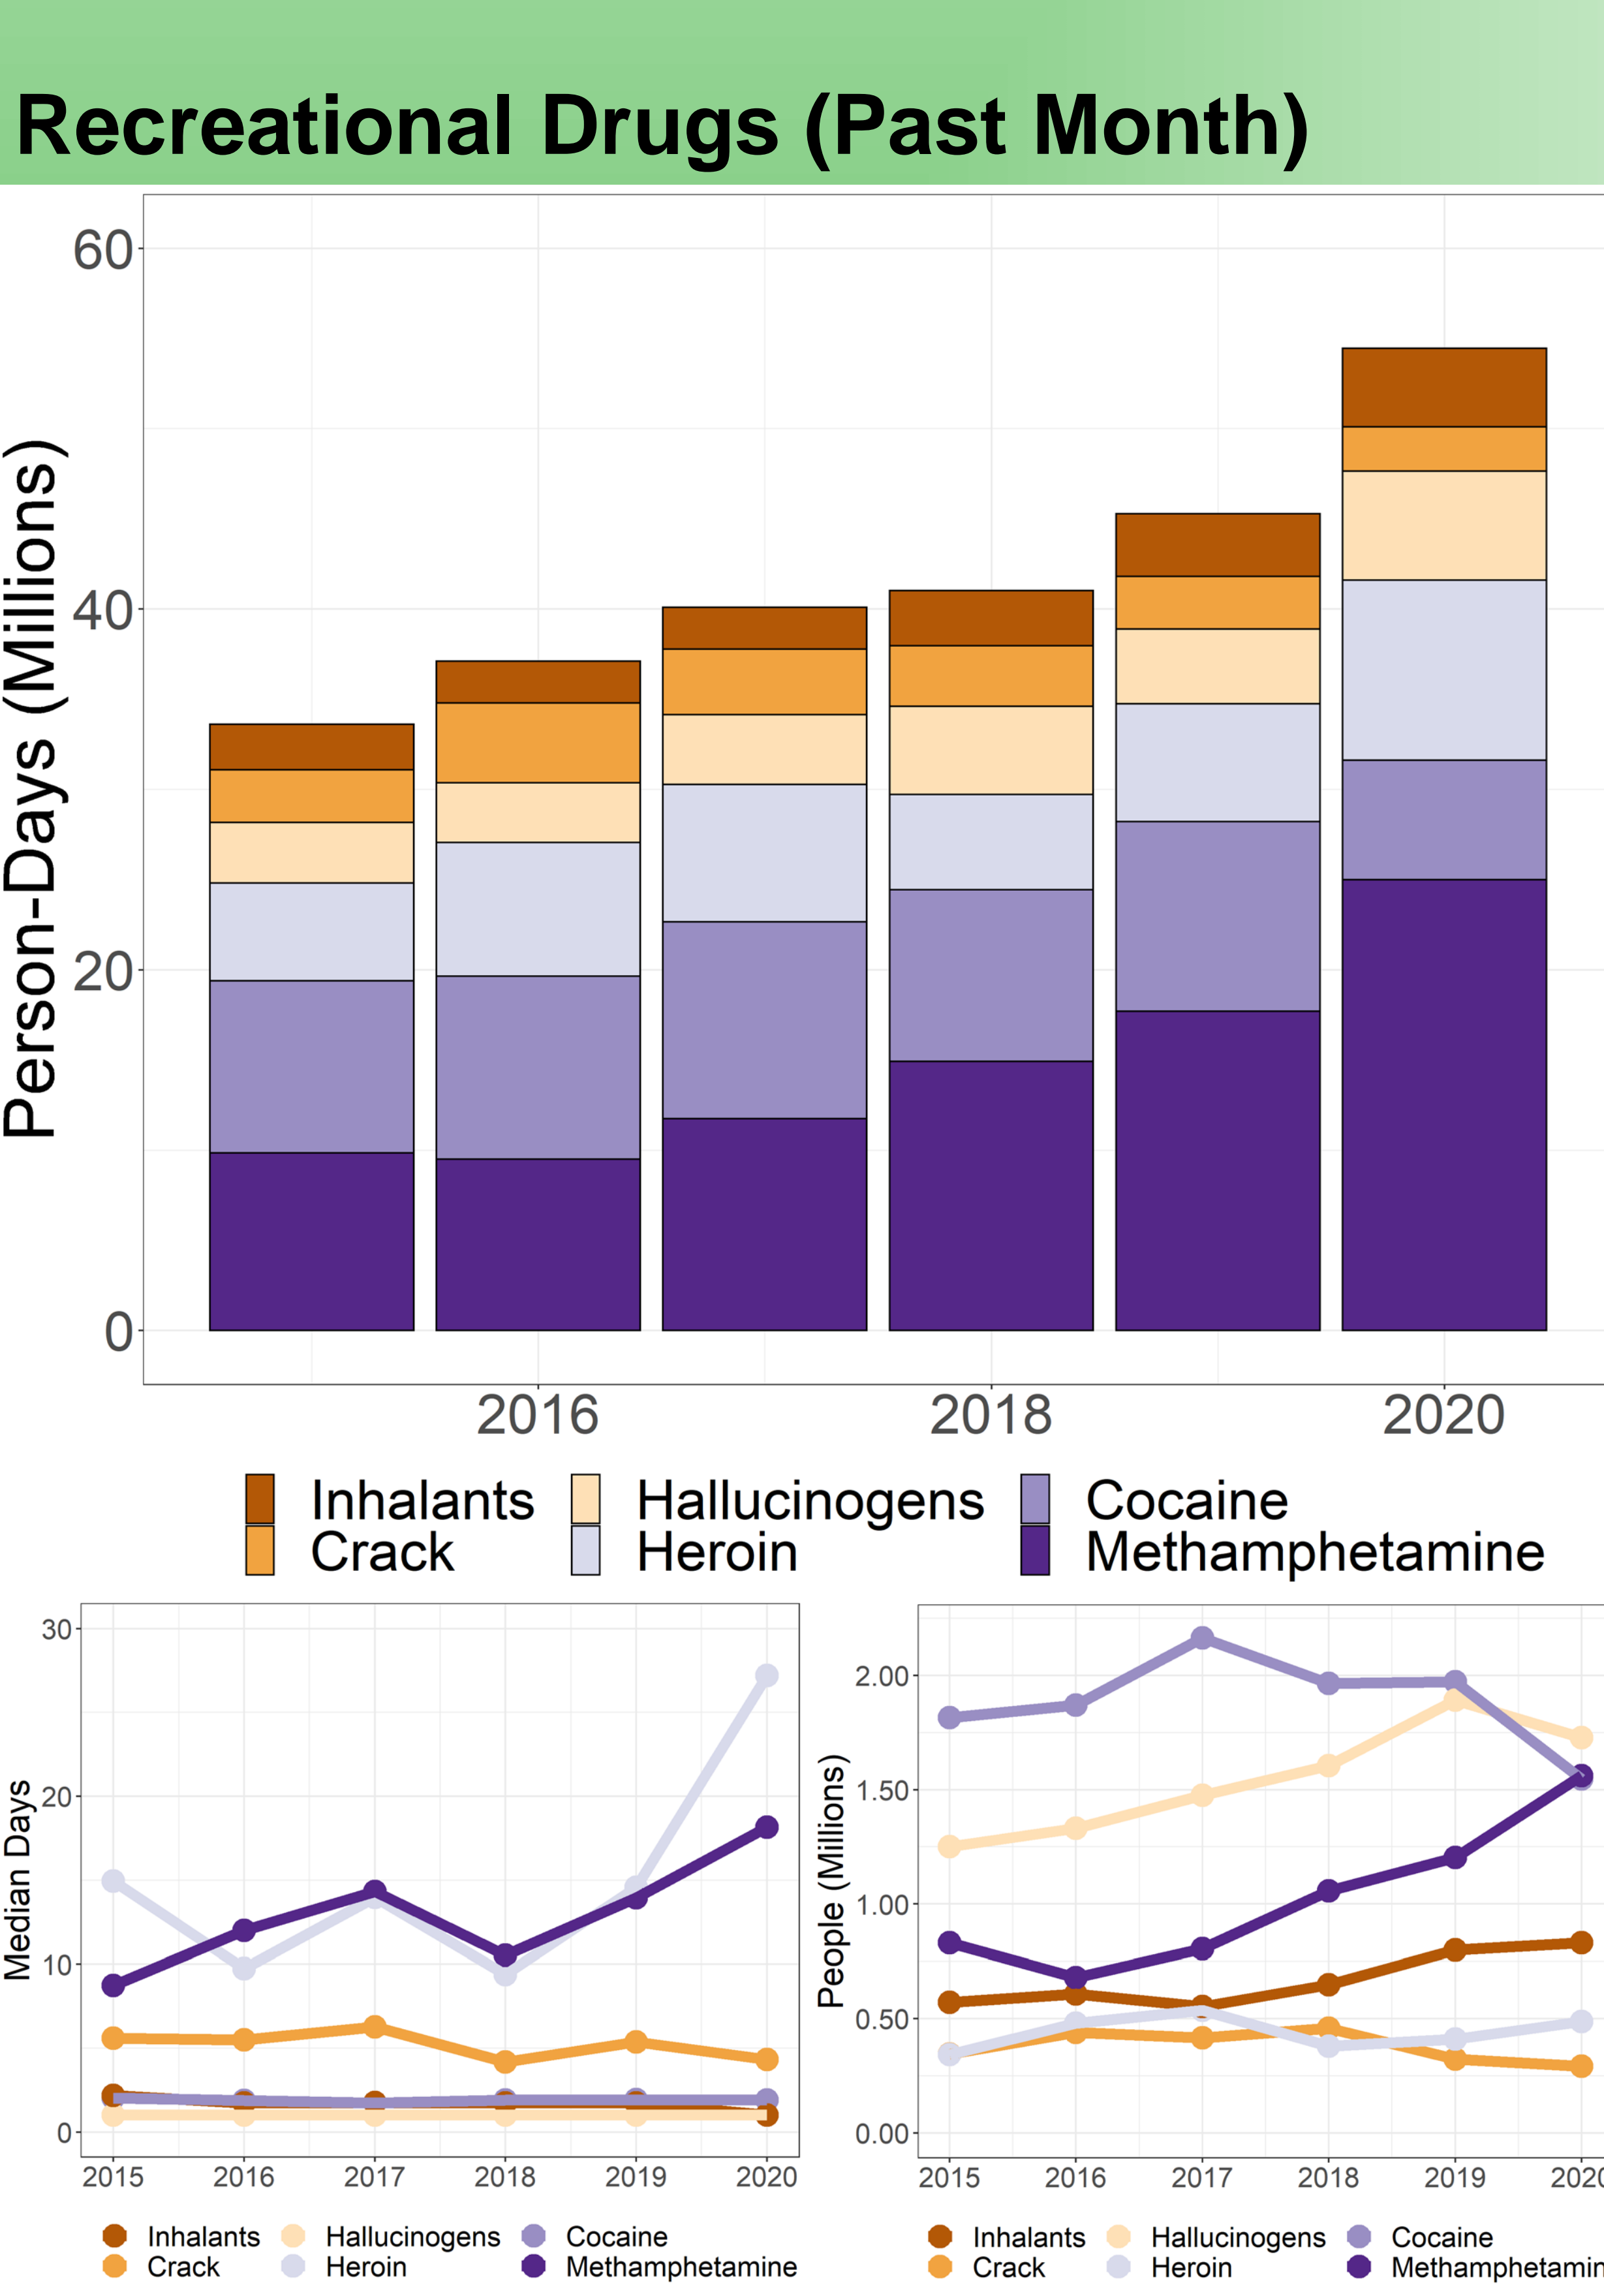 Recreational Drugs (Past Month)
Person-Days (Millions)
60
40
20
0
2016 2018 2020
Inhalants Hallucinogens Cocaine
Crack Heroin Methamphetamine
Median Days
30
20
10
0
2015 2016 2017 2018 2019 2020
Inhalants Hallucinogens Cocaine
Crack Heroin Methamphetamine
People (Millions)
2.00
1.50
1.00
0.50
0.00
2015 2016 2017 2018 2019 2020
Inhalants Hallucinogens Cocaine
Crack Heroin Methamphetamin